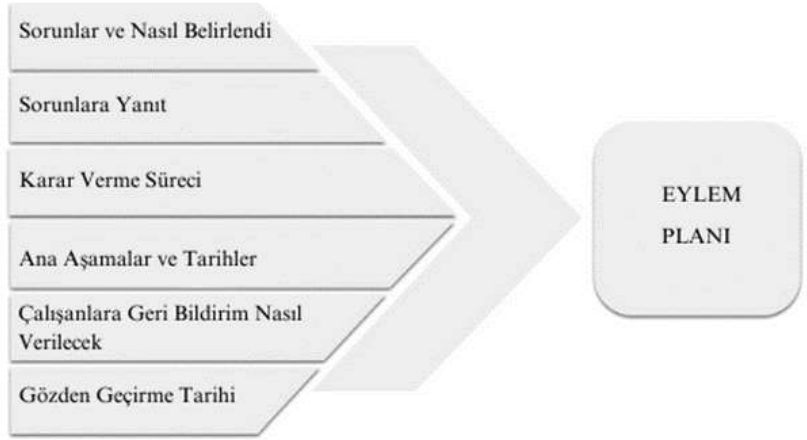 Sorunlar ve Nasıl Belirlendi
Sorunlara Yanıt
Karar Verme Süreci
Ana Aşamalar ve Tarihler
Çalışanlara Geri Bildirim Nasıl
Verilecek
Gözden Geçirme Tarihi
EYLEM
PLANI